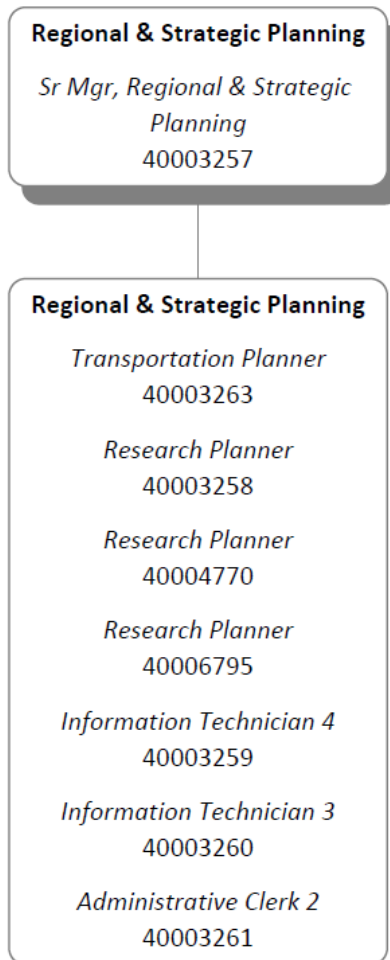 Regional & Strategic Planning
Sr Mgr, Regional & Strategic
Planning
40003257
Regional & Strategic Planning
Transportation Planner
40003263
Research Planner
40003258
Research Planner
40004770
Research Planner
40006795
Information Technician 4
40003259
Information Technician 3
40003260
Administrative Clerk 2
40003261